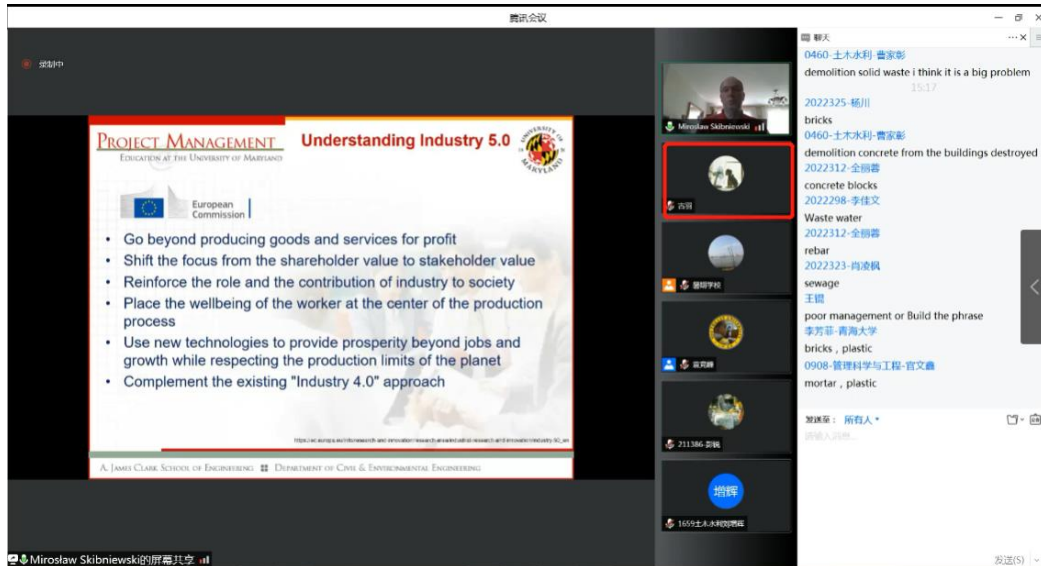 腾讯会议
录制中
PROJECT MANAGEMENT
EDUCATION AT THE UNIVERSITY OF MARYLAND
Understanding Industry 5.0
UNIVERSITY OF
MARYLAND
European
Commission
• Go beyond producing goods and services for profit
• Shift the focus from the shareholder value to stakeholder value
• Reinforce the role and the contribution of industry to society
• Place the wellbeing of the worker at the center of the production
process
• Use new technologies to provide prosperity beyond jobs and
growth while respecting the production limits of the planet
• Complement the existing "Industry 4.0" approach
A. JAMES CLARK SCHOOL OF ENGINEERING DEPARTMENT OF CIVIL & ENVIRONMENTAL ENGINEERING
Mirosław Skibniewski的屏幕共享
Mirosław Skibniewski
古羽
211386-彭
增辉
1659土木水利刘增辉
聊天
0460-土木水利-曹家彰
demolition solid waste i think it is a big problem
15:17
2022325-杨川
bricks
0460-土木水利-曹家彰
demolition concrete from the buildings destroyed
2022312-全丽蓉
concrete blocks
2022298-李佳文
Waste water
2022312-全丽蓉
rebar
2022323-肖凌枫
sewage
王锟
poor management or Build the phrase
李芳菲-青海大学
bricks , plastic
0908-管理科学与工程-官文鑫
mortar , plastic
发送至： 所有人
请输入消息...
发送(S)